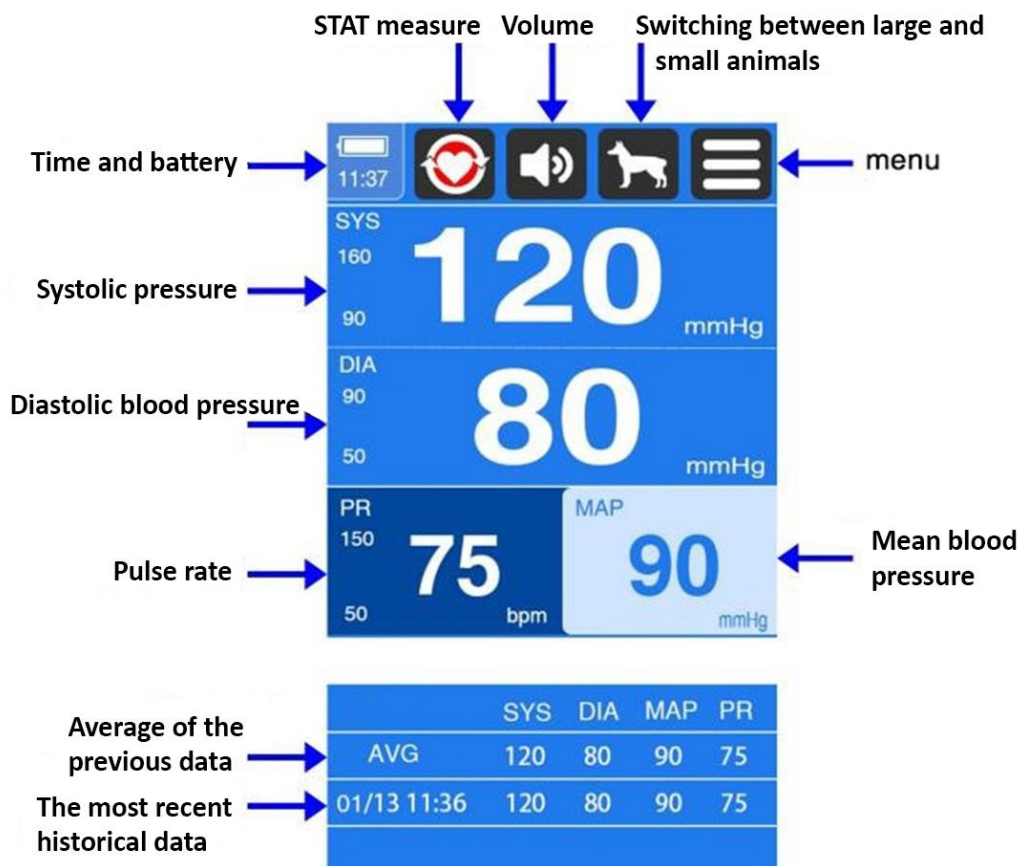 STAT measure
Volume
Switching between large and
small animals
Time and battery
11:37
menu
SYS
160
Systolic pressure
120
90
mmHg
DIA
90
Diastolic blood pressure
80
50
mmHg
PR
150
Pulse rate
75
50
bpm
MAP
90
mmHg
Mean blood
pressure
SYS DIA MAP PR
Average of the
previous data
AVG 120 80 90 75
The most recent
historical data
01/13 11:36 120 80 90 75